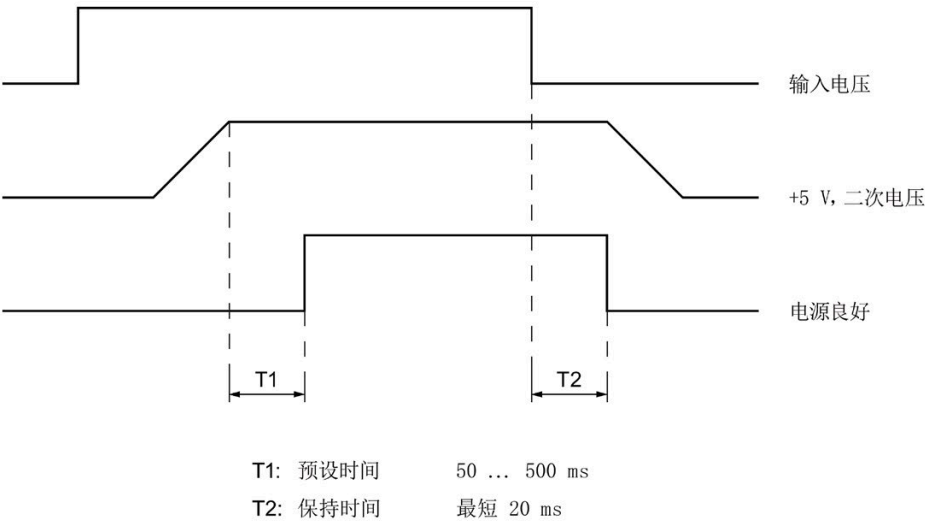 输入电压
+5 V, 二次电压
电源良好
T1 T2
T1: 预设时间 50 ... 500 ms
T2: 保持时间 最短 20 ms